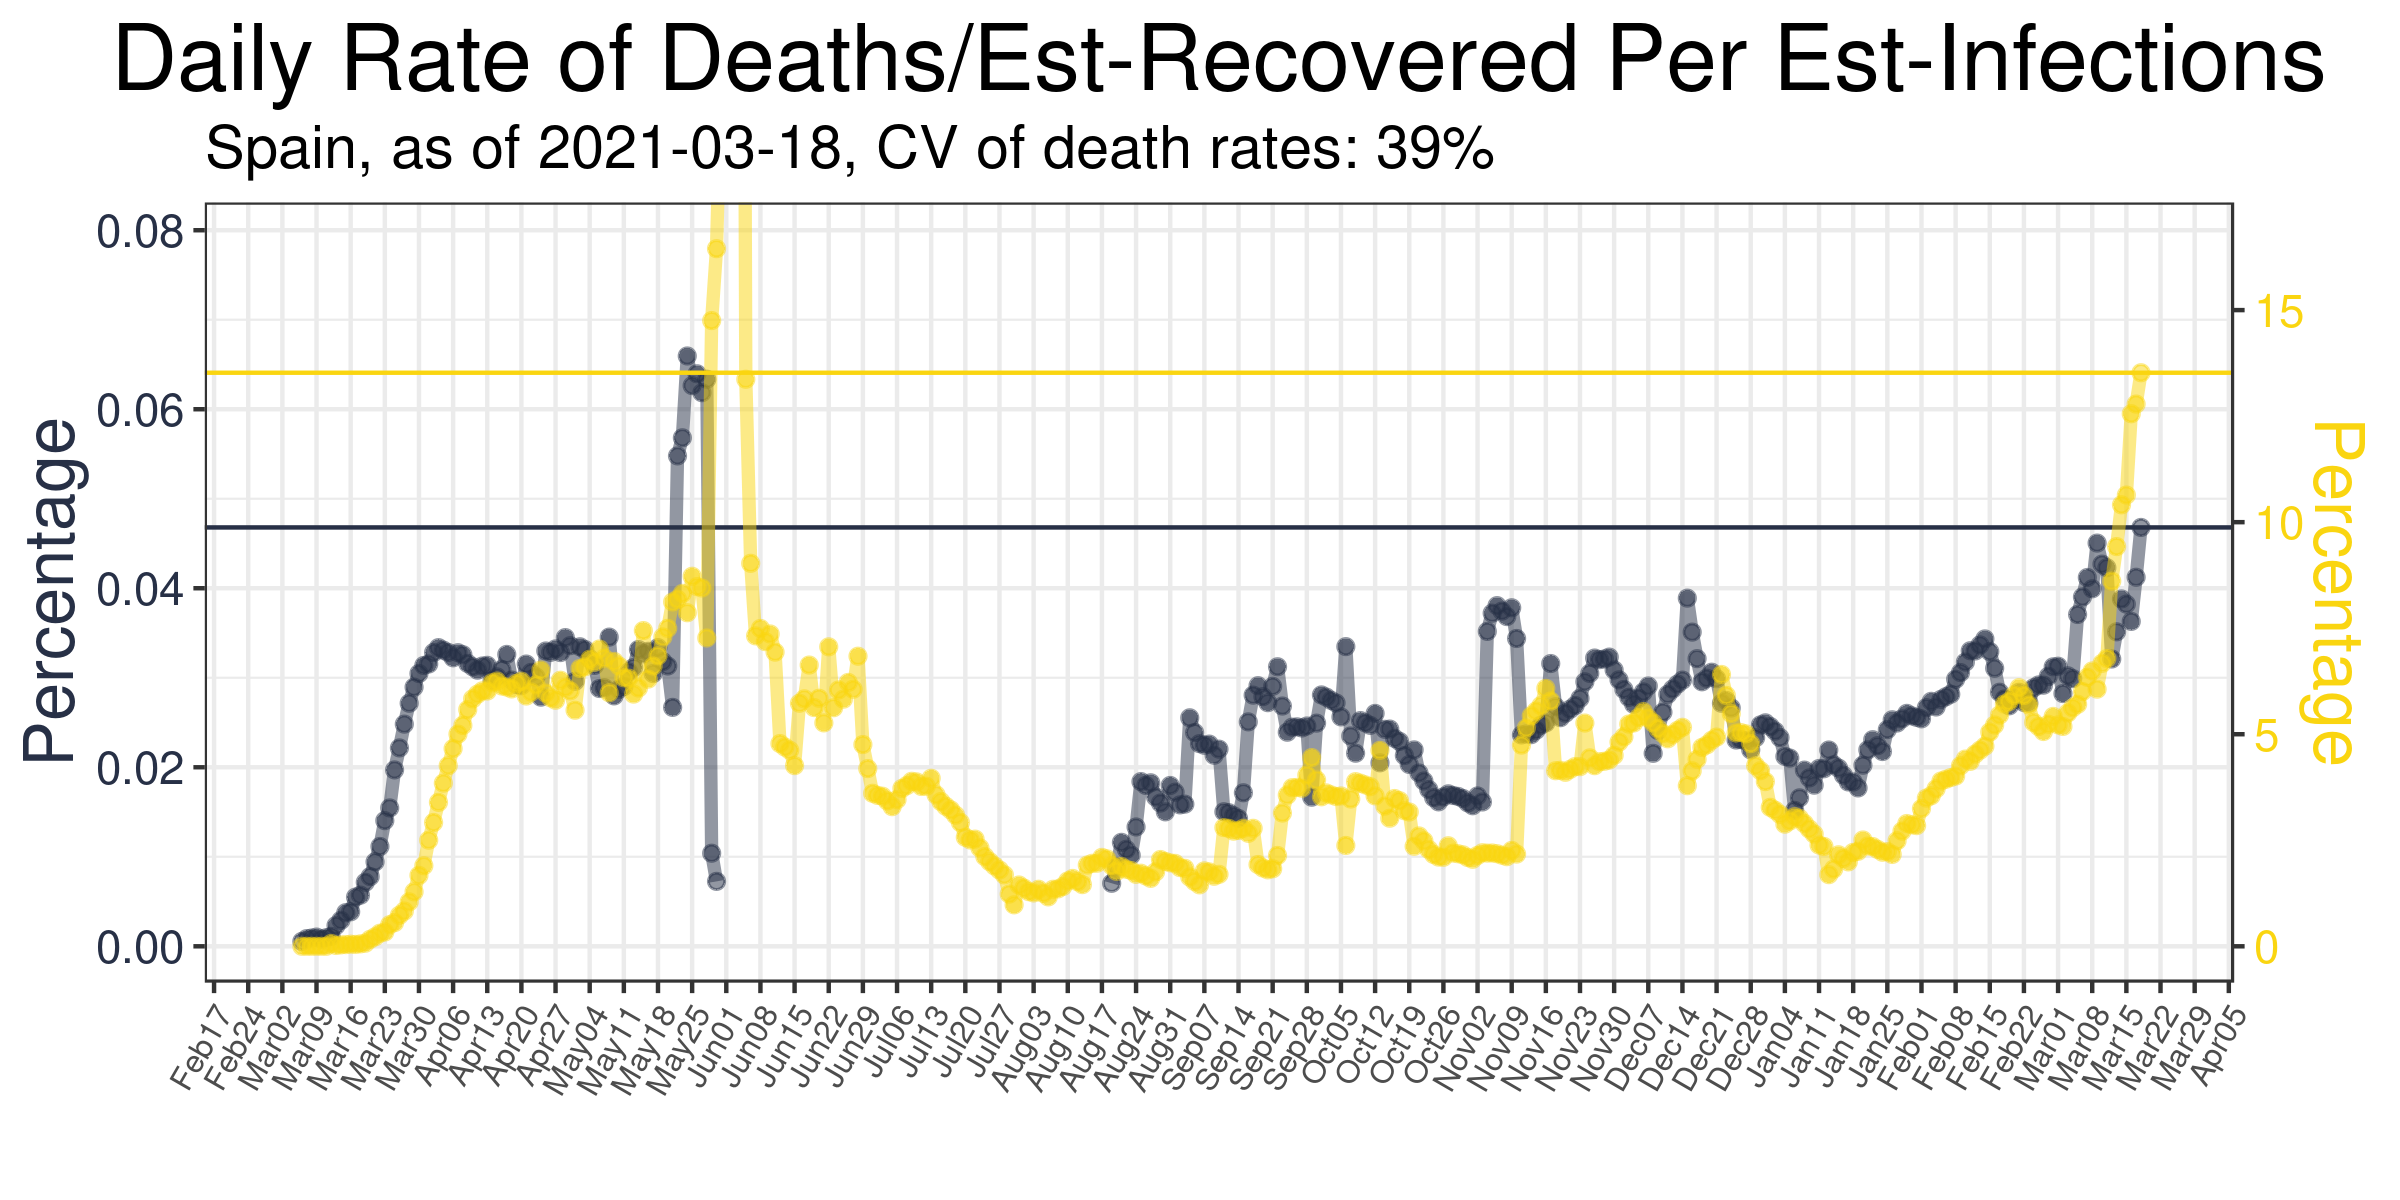 Daily Rate of Deaths/Est-Recovered Per Est-Infections
Spain, as of 2021-03-18, CV of death rates: 39%
Percentage
0.08
0.06
0.04
0.02
0.00
15
10
5
0
Percentage
Feb17
Feb24
Mar02
Mar09
Mar16
Mar23
Mar30
Apr06
Apr13
Apr20
Apr27
May04
May11
May18
May25
Jun01
Jun08
Jun15
Jun22
Jun29
Jul06
Jul13
Jul20
Jul27
Aug03
Aug10
Aug17
Aug24
Aug31
Sep07
Sep14
Sep21
Sep28
Oct05
Oct12
Oct19
Oct26
Nov02
Nov09
Nov16
Nov23
Nov30
Dec07
Dec14
Dec21
Dec28
Jan04
Jan11
Jan18
Jan25
Feb01
Feb08
Feb15
Feb22
Mar01
Mar08
Mar15
Mar22
Mar29
Apr05